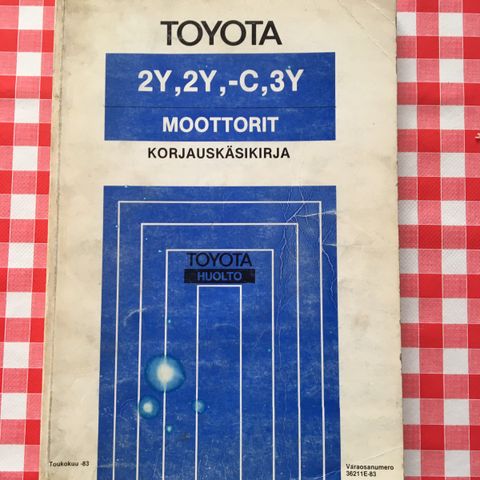 TOYOTA
2Y,2Y,-C,3Y
MOOTTORIT
KORJAUSKÄSIKIRJA
TOYOTA
HUOLTO
Toukokuu -83
Varaosanumero
36211E-83